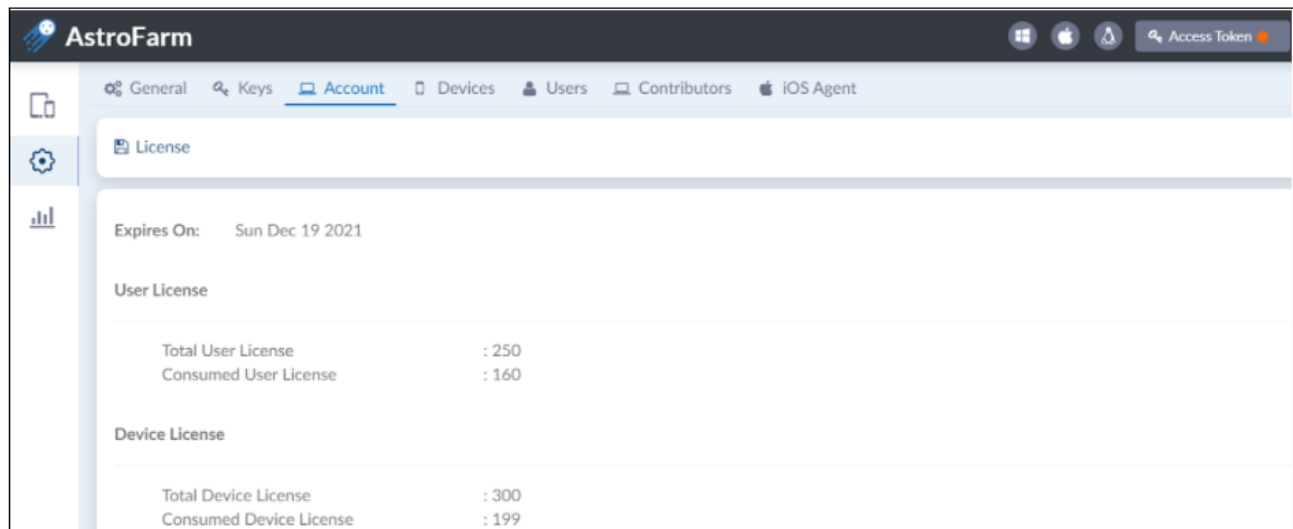 AstroFarm
Access Token
General Keys Account Devices Users Contributors iOS Agent
License
Expires On: Sun Dec 19 2021
User License
Total User License : 250
Consumed User License : 160
Device License
Total Device License : 300
Consumed Device License : 199